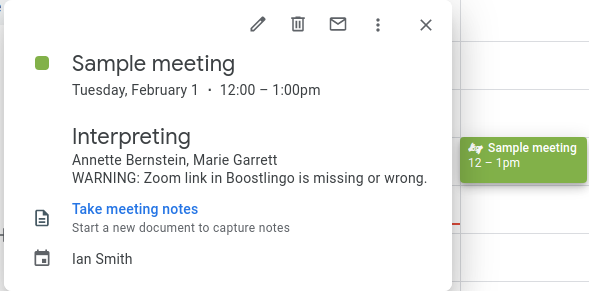 Sample meeting
Tuesday, February 1 · 12:00 – 1:00pm
Interpreting
Annette Bernstein, Marie Garrett
WARNING: Zoom link in Boostlingo is missing or wrong.
Take meeting notes
Start a new document to capture notes
Ian Smith
Sample meeting
12 – 1pm